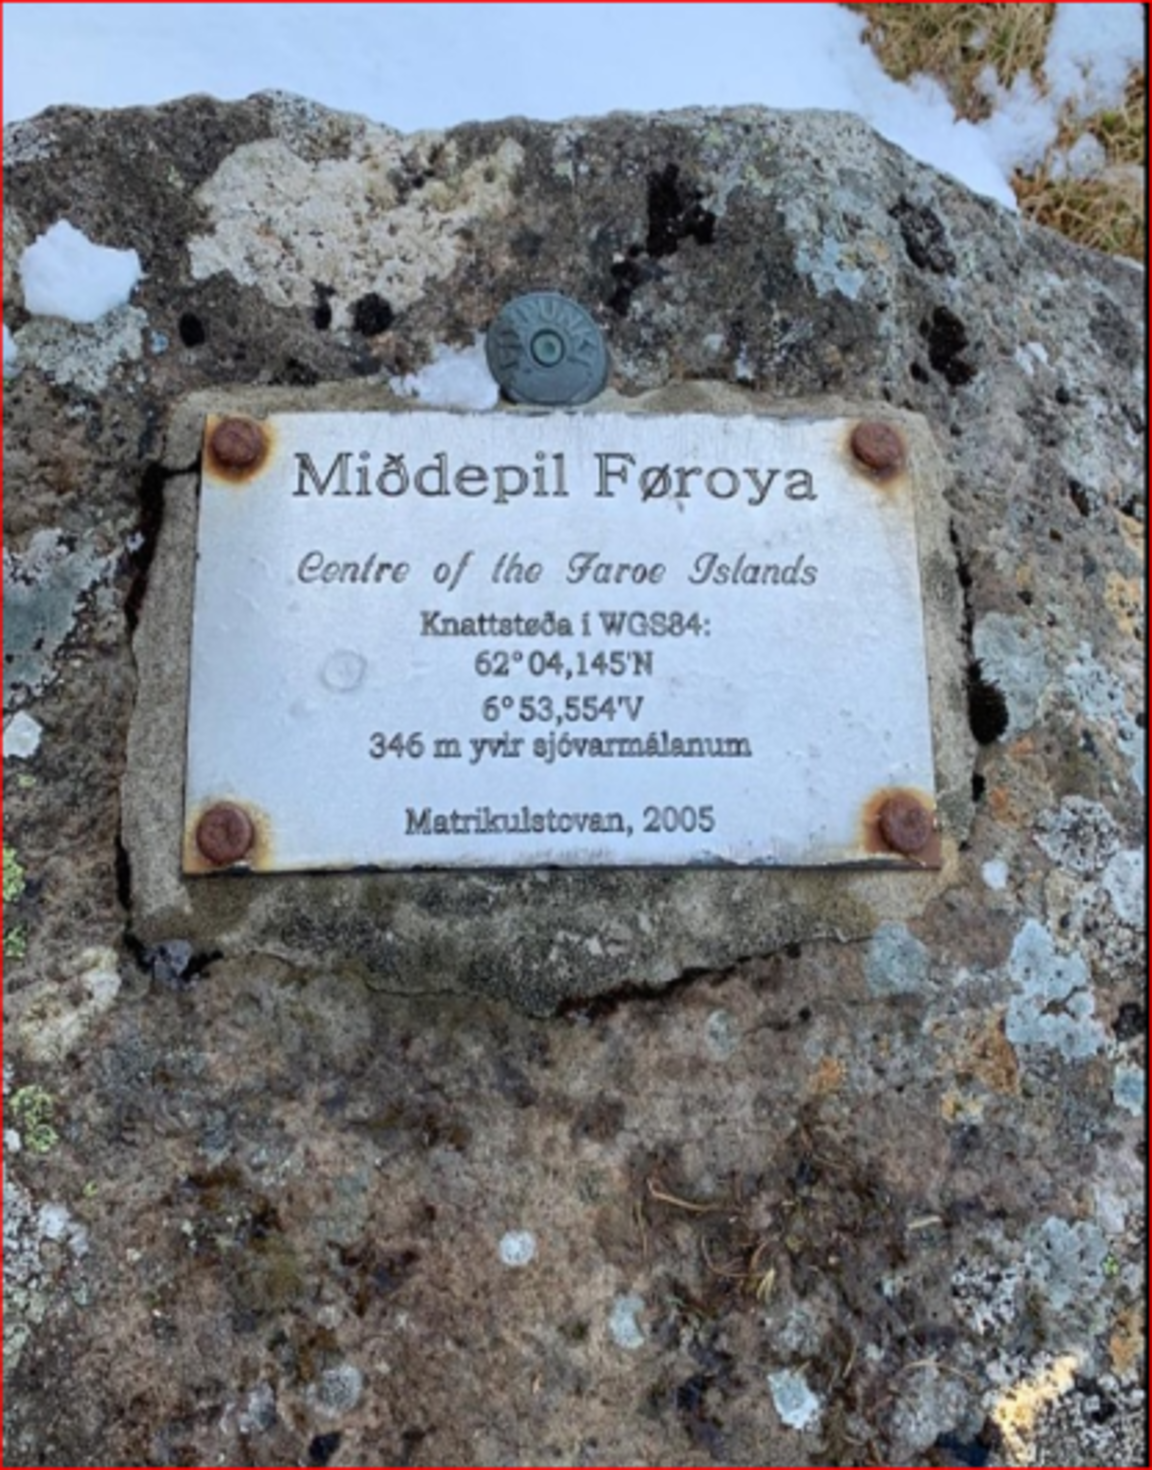 Miðdepil Føroya
Centre of the Faroe Islands
Knattstøða í WGS84:
62° 04,145'N
6° 53,554'V
346 m yvir sjóvarmálanum
Matrikulstovan, 2005